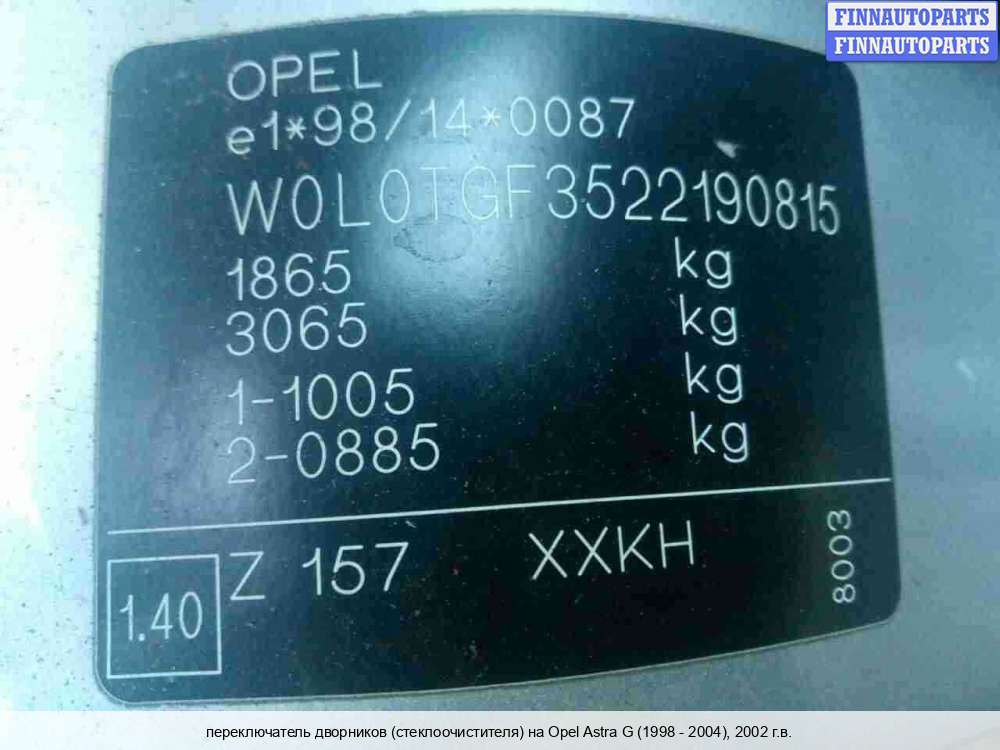 FINNAUTOPARTS
FINNAUTOPARTS
OPEL
e1*98/14*0087
W0L0TGF3522190815
1865 kg
3065 kg
1-1005 kg
2-0885 kg
1.40 Z 157 XXKH 8003
переключатель дворников (стеклоочистителя) на Opel Astra G (1998 - 2004), 2002 г.в.